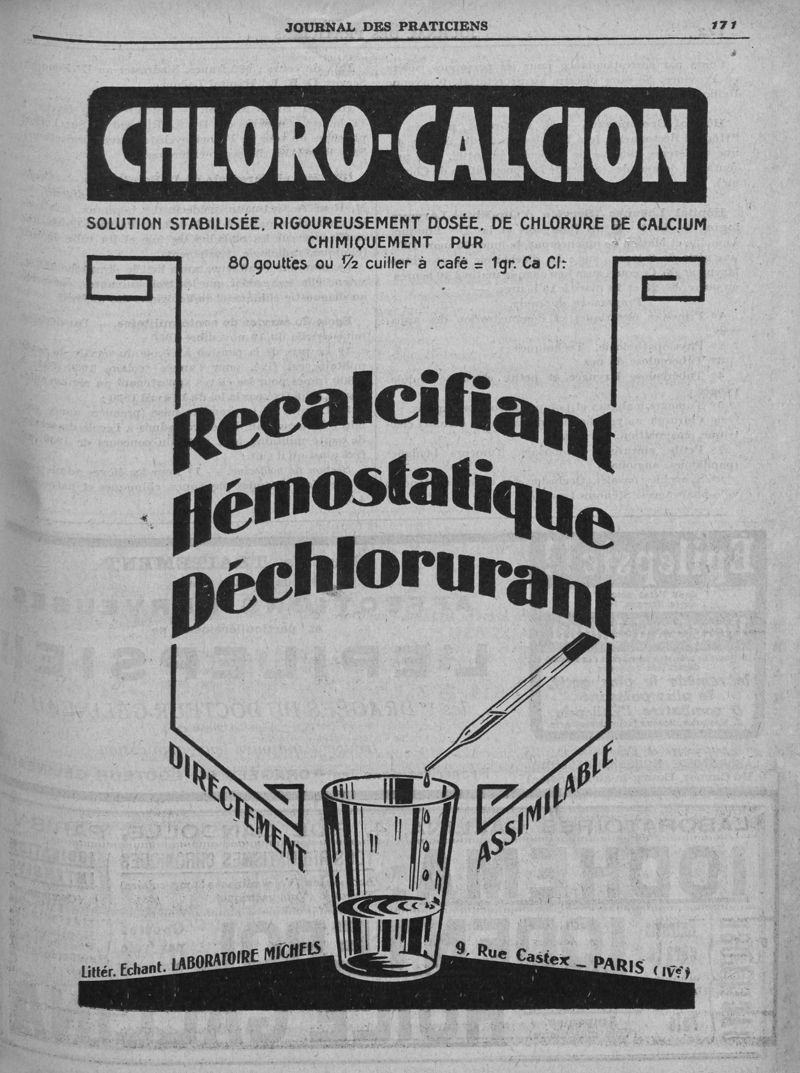 JOURNAL DES PRATICIENS 171
CHLORO-CALCION
SOLUTION STABILISÉE, RIGOUREUSEMENT DOSÉE, DE CHLORURE DE CALCIUM
CHIMIQUEMENT PUR
80 gouttes ou 1/2 cuiller à café = 1gr. Ca Cl²
Recalcifiant
Hémostatique
Déchlorurant
DIRECTEMENT ASSIMILABLE
Littér. Echant. LABORATOIRE MICHELS 9, Rue Castex _ PARIS (IVe)